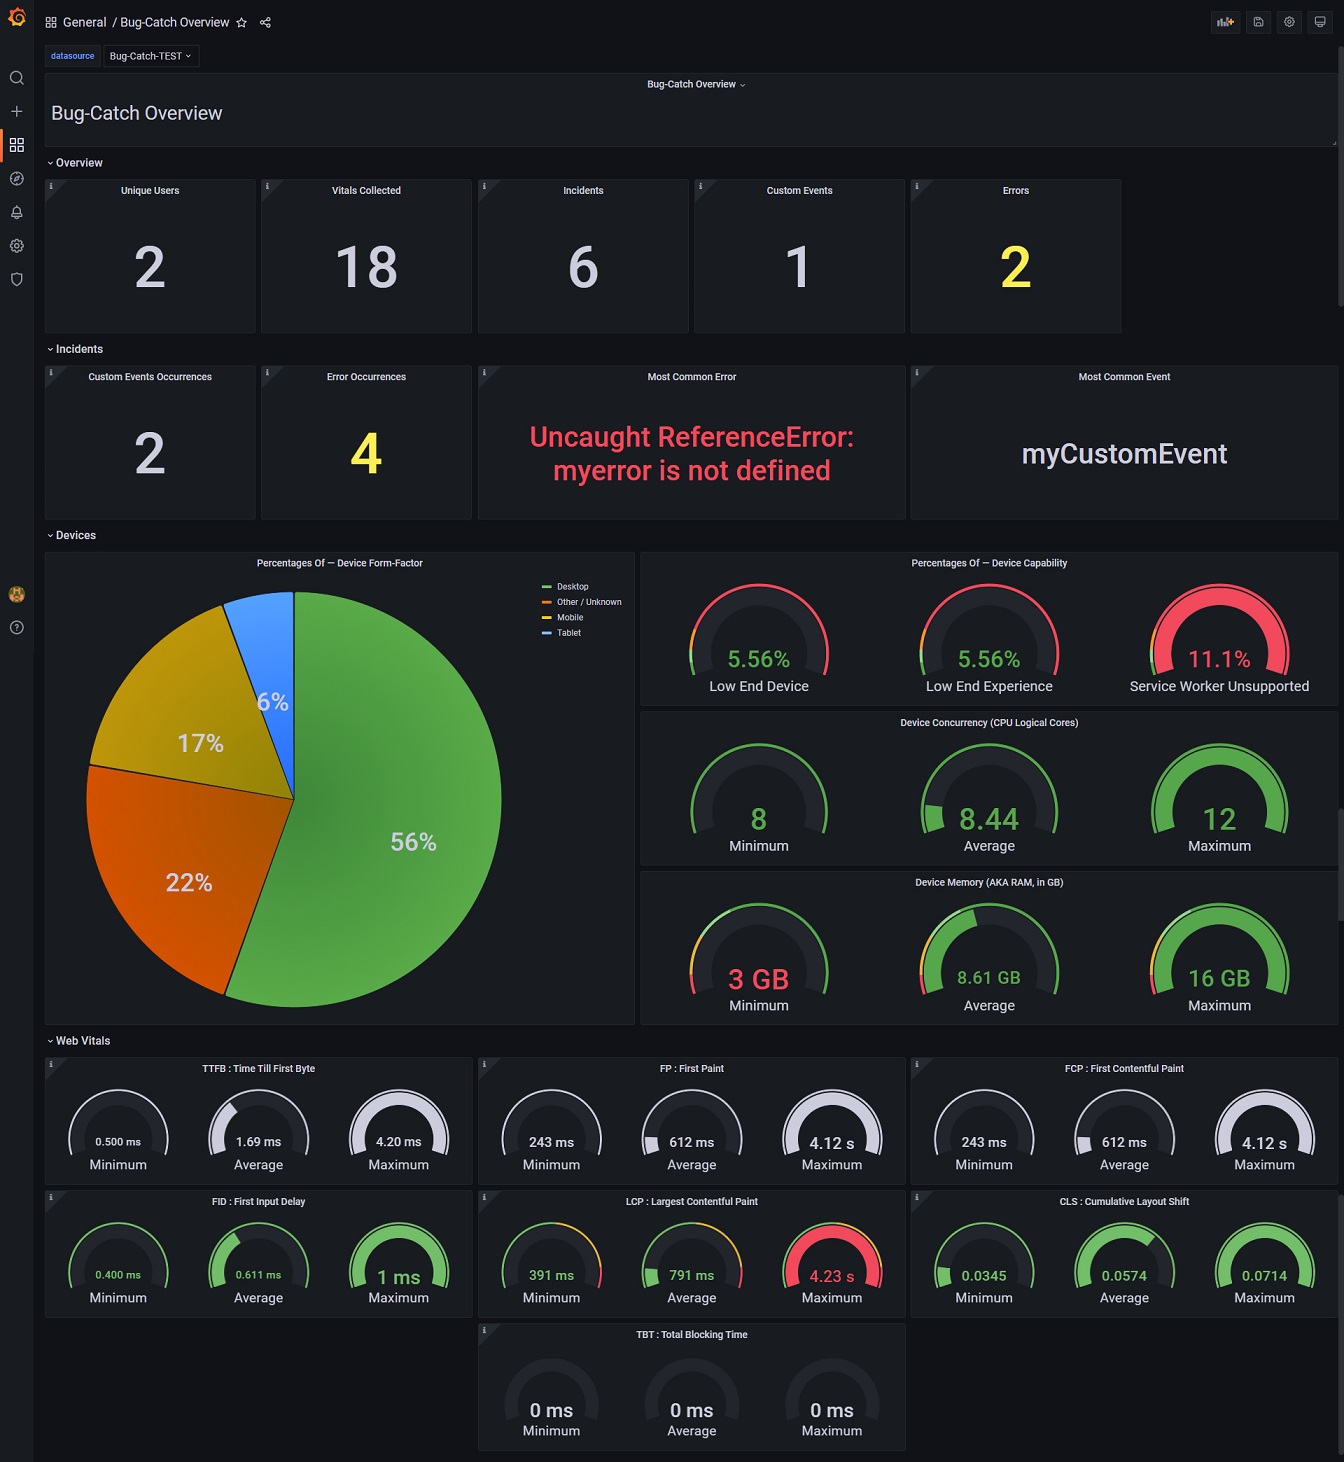 General / Bug-Catch Overview
datasource Bug-Catch-TEST
Bug-Catch Overview
Bug-Catch Overview
Overview
Unique Users
2
Vitals Collected
18
Incidents
6
Custom Events
1
Errors
2
Incidents
Custom Events Occurrences
2
Error Occurrences
4
Most Common Error
Uncaught ReferenceError:
myerror is not defined
Most Common Event
myCustomEvent
Devices
Percentages Of – Device Form-Factor
Desktop
Other / Unknown
Mobile
Tablet
6%
17%
56%
22%
Percentages Of – Device Capability
5.56%
Low End Device
5.56%
Low End Experience
11.1%
Service Worker Unsupported
Device Concurrency (CPU Logical Cores)
8
Minimum
8.44
Average
12
Maximum
Device Memory (AKA RAM, in GB)
3 GB
Minimum
8.61 GB
Average
16 GB
Maximum
Web Vitals
TTFB : Time Till First Byte
0.500 ms
Minimum
1.69 ms
Average
4.20 ms
Maximum
FP : First Paint
243 ms
Minimum
612 ms
Average
4.12 s
Maximum
FCP : First Contentful Paint
243 ms
Minimum
612 ms
Average
4.12 s
Maximum
FID : First Input Delay
0.400 ms
Minimum
0.611 ms
Average
1 ms
Maximum
LCP : Largest Contentful Paint
391 ms
Minimum
791 ms
Average
4.23 s
Maximum
CLS : Cumulative Layout Shift
0.0345
Minimum
0.0574
Average
0.0714
Maximum
TBT : Total Blocking Time
0 ms
Minimum
0 ms
Average
0 ms
Maximum